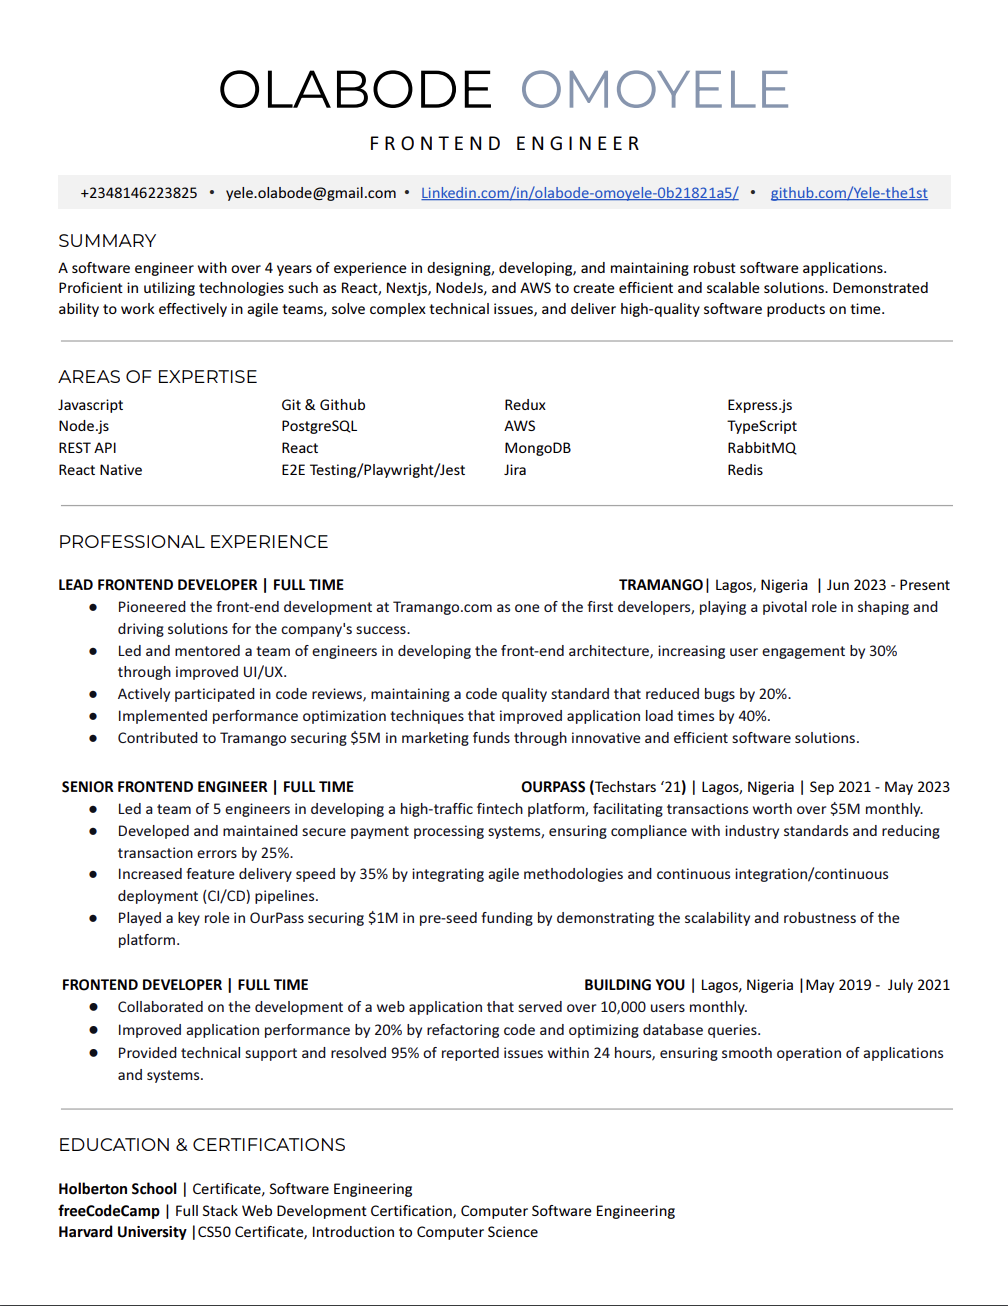 OLABODE OMOYELE
FRONTEND ENGINEER
+2348146223825 • yele.olabode@gmail.com • Linkedin.com/in/olabode-omoyele-0b21821a5/ • github.com/Yele-the1st
SUMMARY
A software engineer with over 4 years of experience in designing, developing, and maintaining robust software applications.
Proficient in utilizing technologies such as React, Nextjs, NodeJs, and AWS to create efficient and scalable solutions. Demonstrated
ability to work effectively in agile teams, solve complex technical issues, and deliver high-quality software products on time.
AREAS OF EXPERTISE
Javascript Git & Github Redux Express.js
Node.js PostgreSQL AWS TypeScript
REST API React MongoDB RabbitMQ
React Native E2E Testing/Playwright/Jest Jira Redis
PROFESSIONAL EXPERIENCE
LEAD FRONTEND DEVELOPER | FULL TIME TRAMANGO| Lagos, Nigeria | Jun 2023 - Present
● Pioneered the front-end development at Tramango.com as one of the first developers, playing a pivotal role in shaping and
driving solutions for the company's success.
● Led and mentored a team of engineers in developing the front-end architecture, increasing user engagement by 30%
through improved UI/UX.
● Actively participated in code reviews, maintaining a code quality standard that reduced bugs by 20%.
● Implemented performance optimization techniques that improved application load times by 40%.
● Contributed to Tramango securing $5M in marketing funds through innovative and efficient software solutions.
SENIOR FRONTEND ENGINEER | FULL TIME OURPASS (Techstars ‘21) | Lagos, Nigeria | Sep 2021 - May 2023
● Led a team of 5 engineers in developing a high-traffic fintech platform, facilitating transactions worth over $5M monthly.
● Developed and maintained secure payment processing systems, ensuring compliance with industry standards and reducing
transaction errors by 25%.
● Increased feature delivery speed by 35% by integrating agile methodologies and continuous integration/continuous
deployment (CI/CD) pipelines.
● Played a key role in OurPass securing $1M in pre-seed funding by demonstrating the scalability and robustness of the
platform.
FRONTEND DEVELOPER | FULL TIME BUILDING YOU | Lagos, Nigeria |May 2019 - July 2021
● Collaborated on the development of a web application that served over 10,000 users monthly.
● Improved application performance by 20% by refactoring code and optimizing database queries.
● Provided technical support and resolved 95% of reported issues within 24 hours, ensuring smooth operation of applications
and systems.
EDUCATION & CERTIFICATIONS
Holberton School | Certificate, Software Engineering
freeCodeCamp | Full Stack Web Development Certification, Computer Software Engineering
Harvard University |CS50 Certificate, Introduction to Computer Science